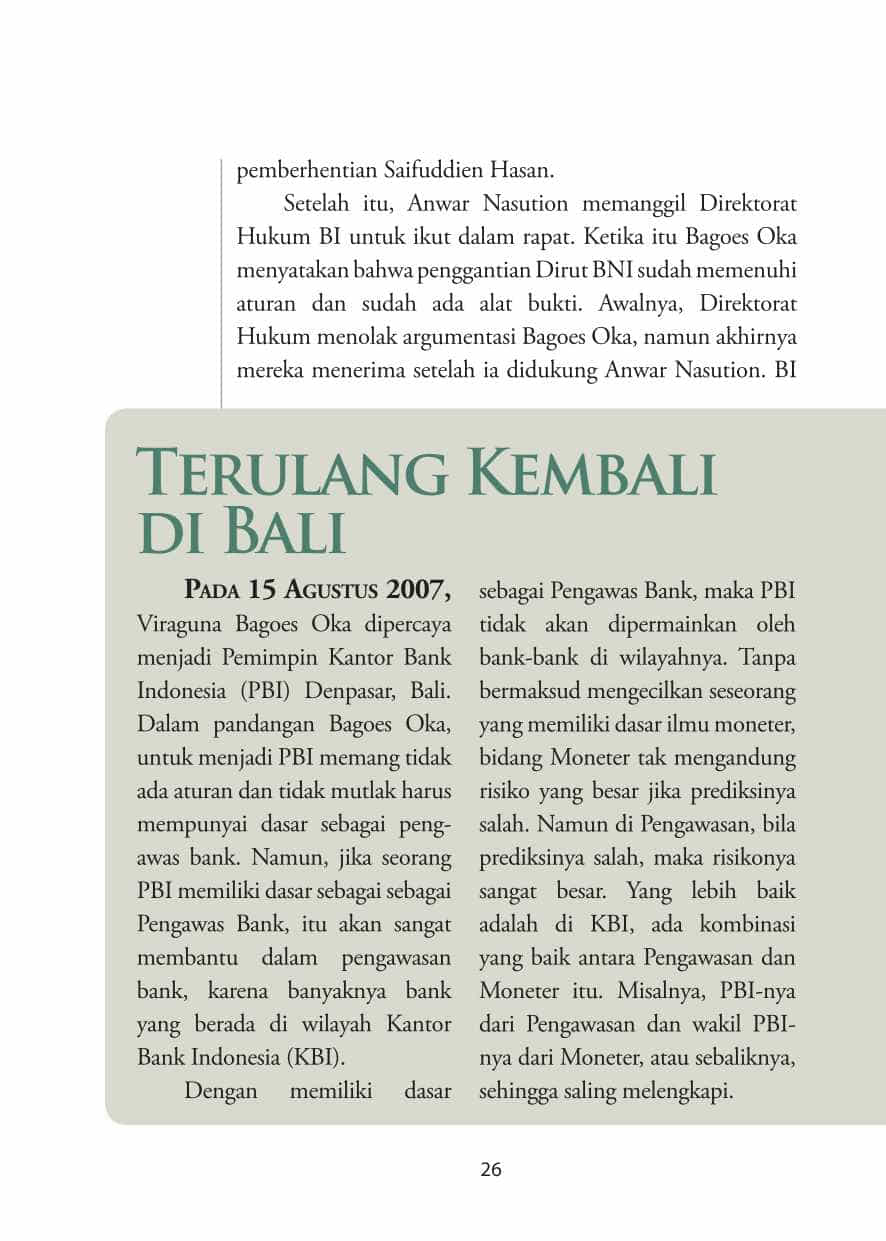 pemberhentian Saifuddien Hasan.
Setelah itu, Anwar Nasution memanggil Direktorat
Hukum BI untuk ikut dalam rapat. Ketika itu Bagoes Oka
menyatakan bahwa penggantian Dirut BNI sudah memenuhi
aturan dan sudah ada alat bukti. Awalnya, Direktorat
Hukum menolak argumentasi Bagoes Oka, namun akhirnya
mereka menerima setelah ia didukung Anwar Nasution. BI
Terulang Kembali
di Bali
Pada 15 Agustus 2007,
Viraguna Bagoes Oka dipercaya
menjadi Pemimpin Kantor Bank
Indonesia (PBI) Denpasar, Bali.
Dalam pandangan Bagoes Oka,
untuk menjadi PBI memang tidak
ada aturan dan tidak mutlak harus
mempunyai dasar sebagai peng-
awas bank. Namun, jika seorang
PBI memiliki dasar sebagai sebagai
Pengawas Bank, itu akan sangat
membantu dalam pengawasan
bank, karena banyaknya bank
yang berada di wilayah Kantor
Bank Indonesia (KBI).
Dengan memiliki dasar
sebagai Pengawas Bank, maka PBI
tidak akan dipermainkan oleh
bank-bank di wilayahnya. Tanpa
bermaksud mengecilkan seseorang
yang memiliki dasar ilmu moneter,
bidang Moneter tak mengandung
risiko yang besar jika prediksinya
salah. Namun di Pengawasan, bila
prediksinya salah, maka risikonya
sangat besar. Yang lebih baik
adalah di KBI, ada kombinasi
yang baik antara Pengawasan dan
Moneter itu. Misalnya, PBI-nya
dari Pengawasan dan wakil PBI-
nya dari Moneter, atau sebaliknya,
sehingga saling melengkapi.
26